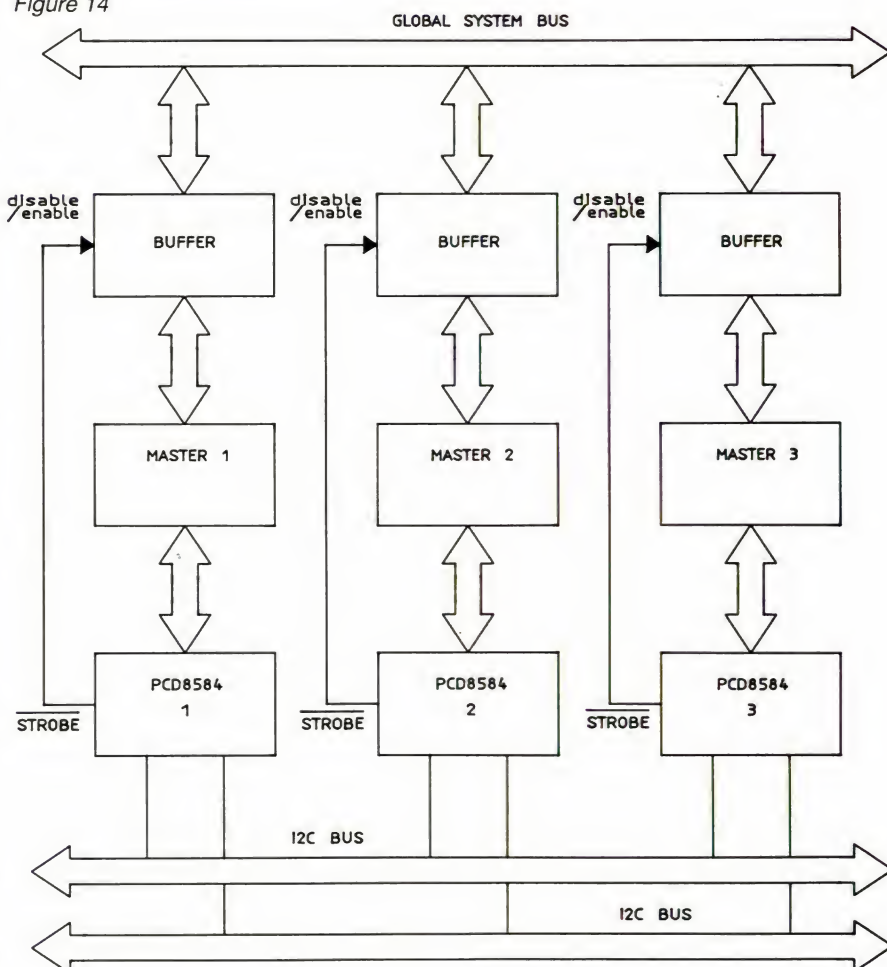 Figure 14
GLOBAL SYSTEM BUS
disable
/enable
BUFFER
disable
/enable
BUFFER
disable
/enable
BUFFER
MASTER 1
MASTER 2
MASTER 3
PCD8584
1
STROBE
PCD8584
2
STROBE
PCD8584
3
STROBE
I2C BUS
I2C BUS